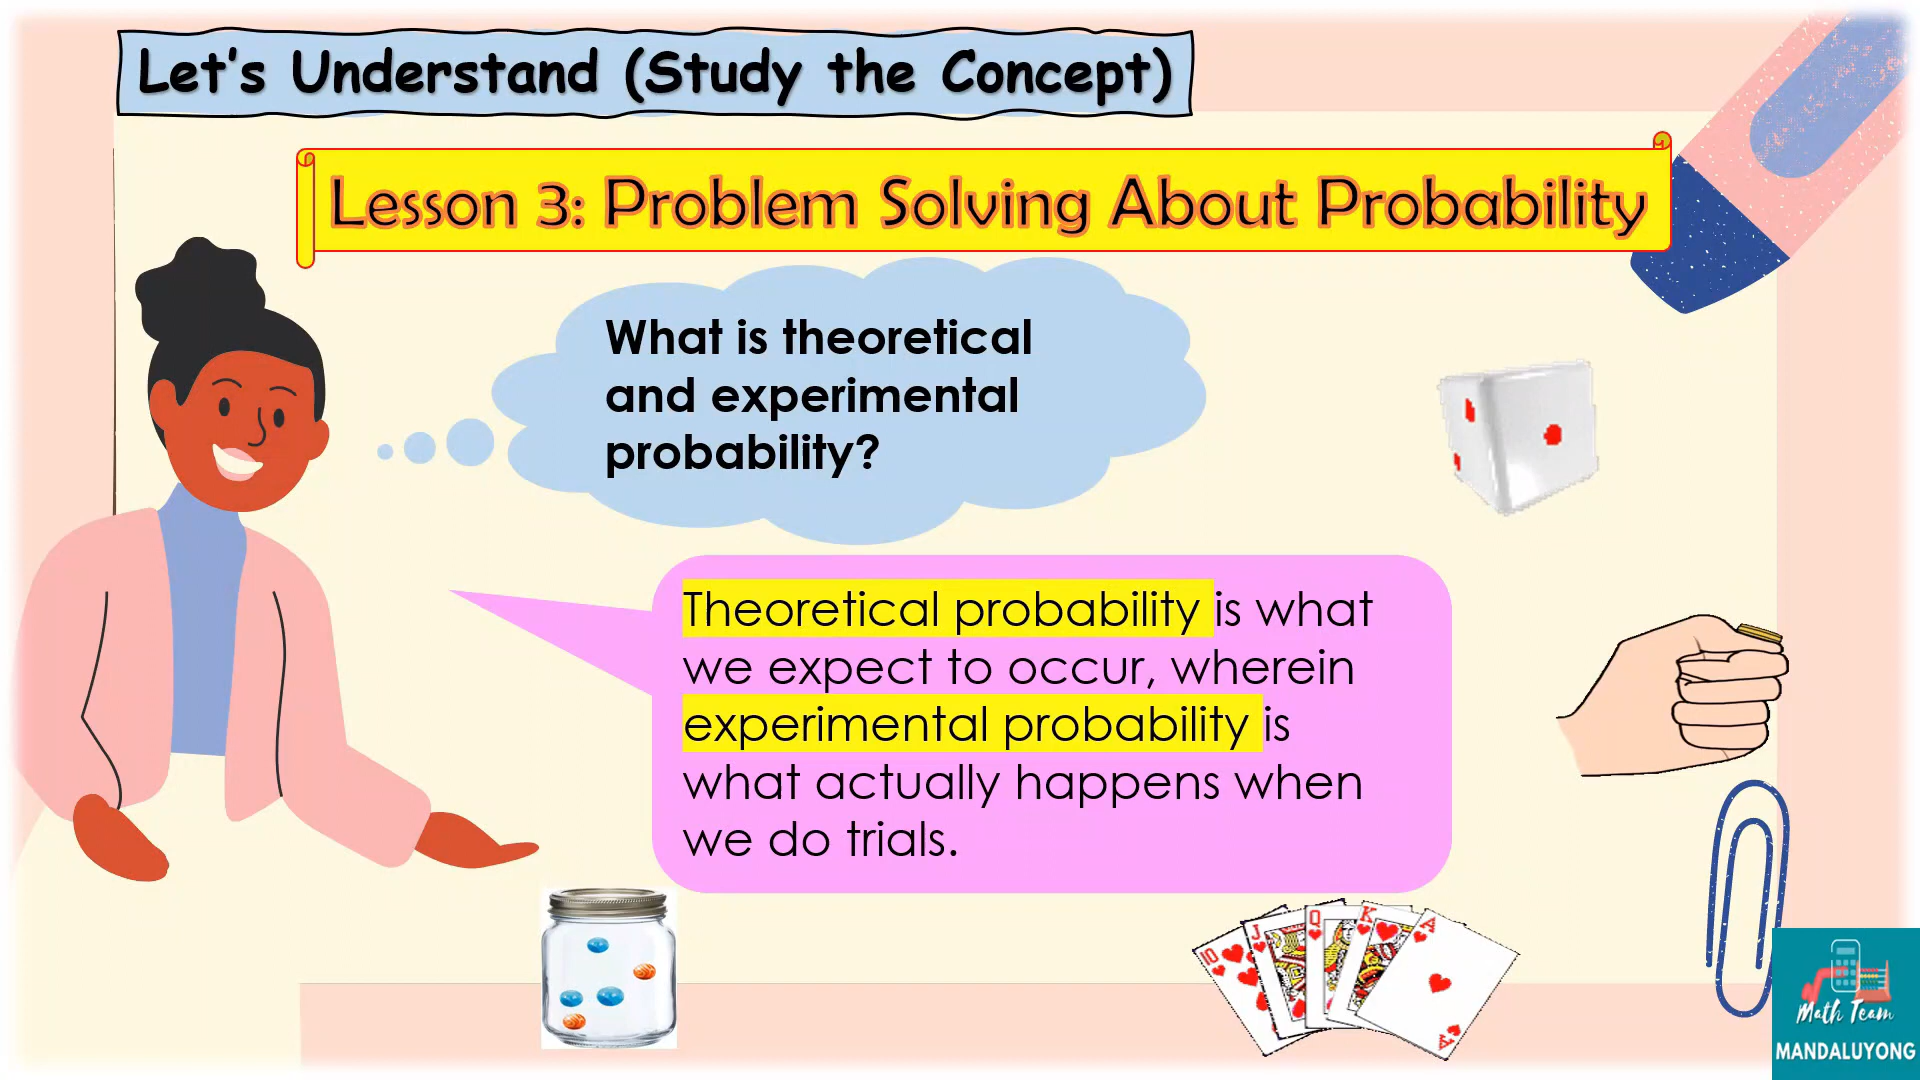 Let's Understand (Study the Concept)
Lesson 3: Problem Solving About Probability
What is theoretical
and experimental
probability?
Theoretical probability is what
we expect to occur, wherein
experimental probability is
what actually happens when
we do trials.
10
J
Q
K
A
A
Math Team
MANDALUYONG